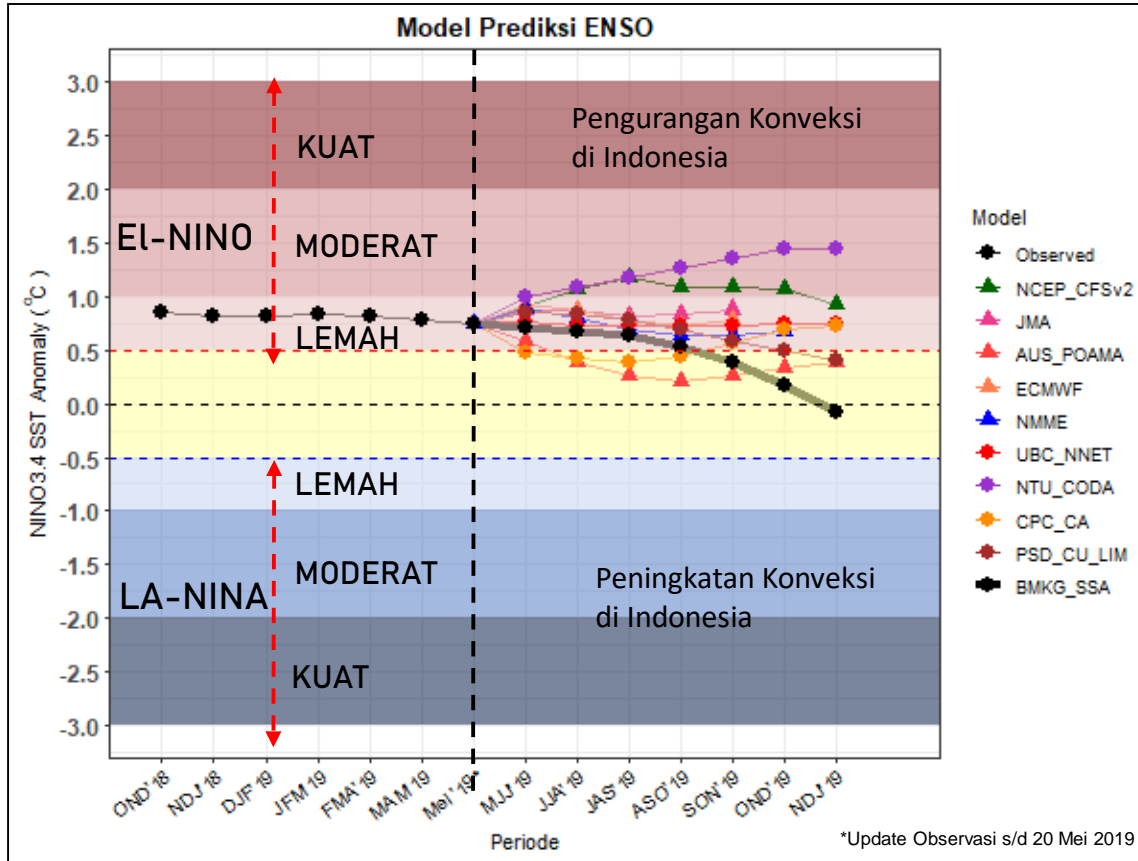 Model Prediksi ENSO
3.0
2.5
2.0
1.5
1.0
0.5
0.0
-0.5
-1.0
-1.5
-2.0
-2.5
-3.0
NINO3.4 SST Anomaly (°C)
KUAT
El-NINO
MODERAT
LEMAH
LEMAH
MODERAT
LA-NINA
KUAT
Pengurangan Konveksi
di Indonesia
Peningkatan Konveksi
di Indonesia
OND'18
NDJ 18
DJF'19
JFM 19
FMA'19
MAM 19
Mei '19*
MJJ 19
JJA'19
JAS'19
ASO'19
SON'19
OND'19
NDJ 19
Periode
Model
Observed
NCEP_CFSv2
JMA
AUS_POAMA
ECMWF
NMME
UBC_NNET
NTU_CODA
CPC_CA
PSD_CU_LIM
BMKG_SSA
*Update Observasi s/d 20 Mei 2019